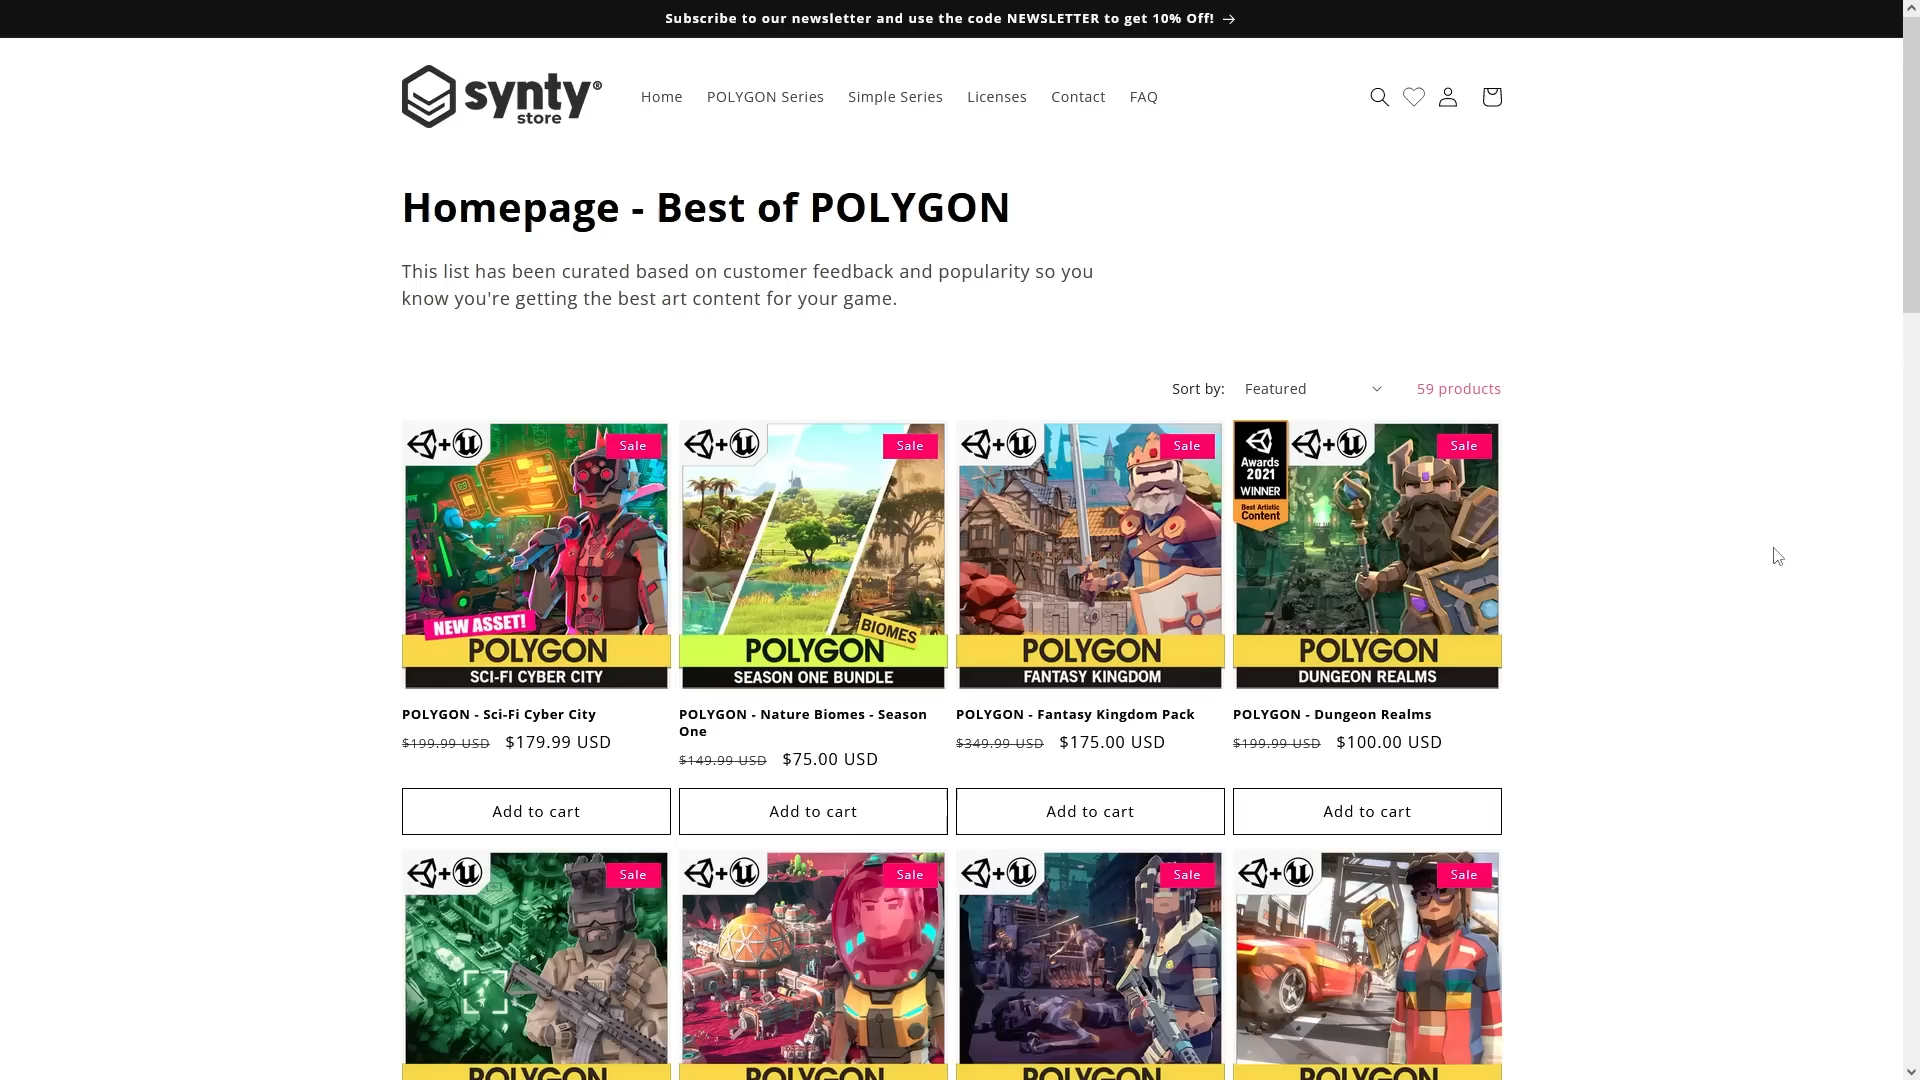 Subscribe to our newsletter and use the code NEWSLETTER to get 10% Off! →
synty®
store
Home POLYGON Series Simple Series Licenses Contact FAQ
Homepage - Best of POLYGON
This list has been curated based on customer feedback and popularity so you
know you're getting the best art content for your game.
Sort by: Featured 59 products
Sale
NEW ASSET!
POLYGON
SCI-FI CYBER CITY
Sale
BIOMES
POLYGON
SEASON ONE BUNDLE
Sale
POLYGON
FANTASY KINGDOM
Awards
2021
WINNER
Best Artistic
Content
Sale
POLYGON
DUNGEON REALMS
POLYGON - Sci-Fi Cyber City
$199.99 USD $179.99 USD
Add to cart
POLYGON - Nature Biomes - Season
One
$149.99 USD $75.00 USD
Add to cart
POLYGON - Fantasy Kingdom Pack
$349.99 USD $175.00 USD
Add to cart
POLYGON - Dungeon Realms
$199.99 USD $100.00 USD
Add to cart
Sale
POLYGON
Sale
POLYGON
Sale
POLYGON
Sale
POLYGON